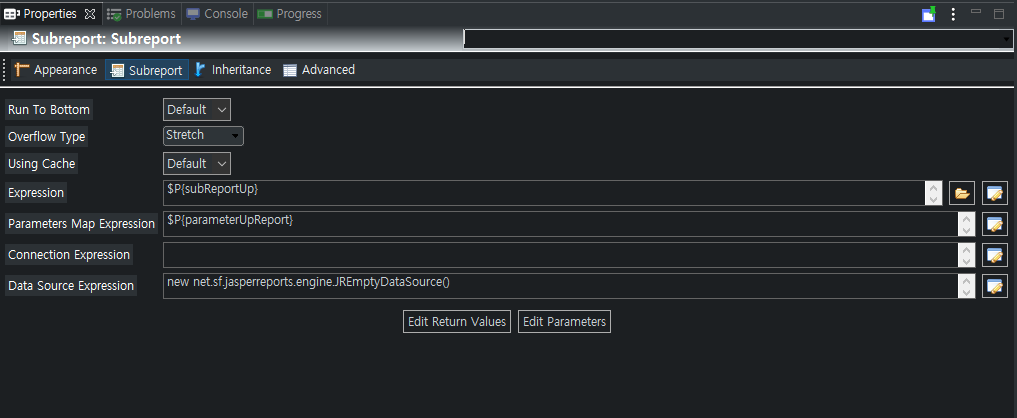 Properties Problems Console Progress
Subreport: Subreport
Appearance Subreport Inheritance Advanced
Run To Bottom Default
Overflow Type Stretch
Using Cache Default
Expression $P{subReportUp}
Parameters Map Expression $P{parameterUpReport}
Connection Expression
Data Source Expression new net.sf.jasperreports.engine.JREmptyDataSource()
Edit Return Values Edit Parameters